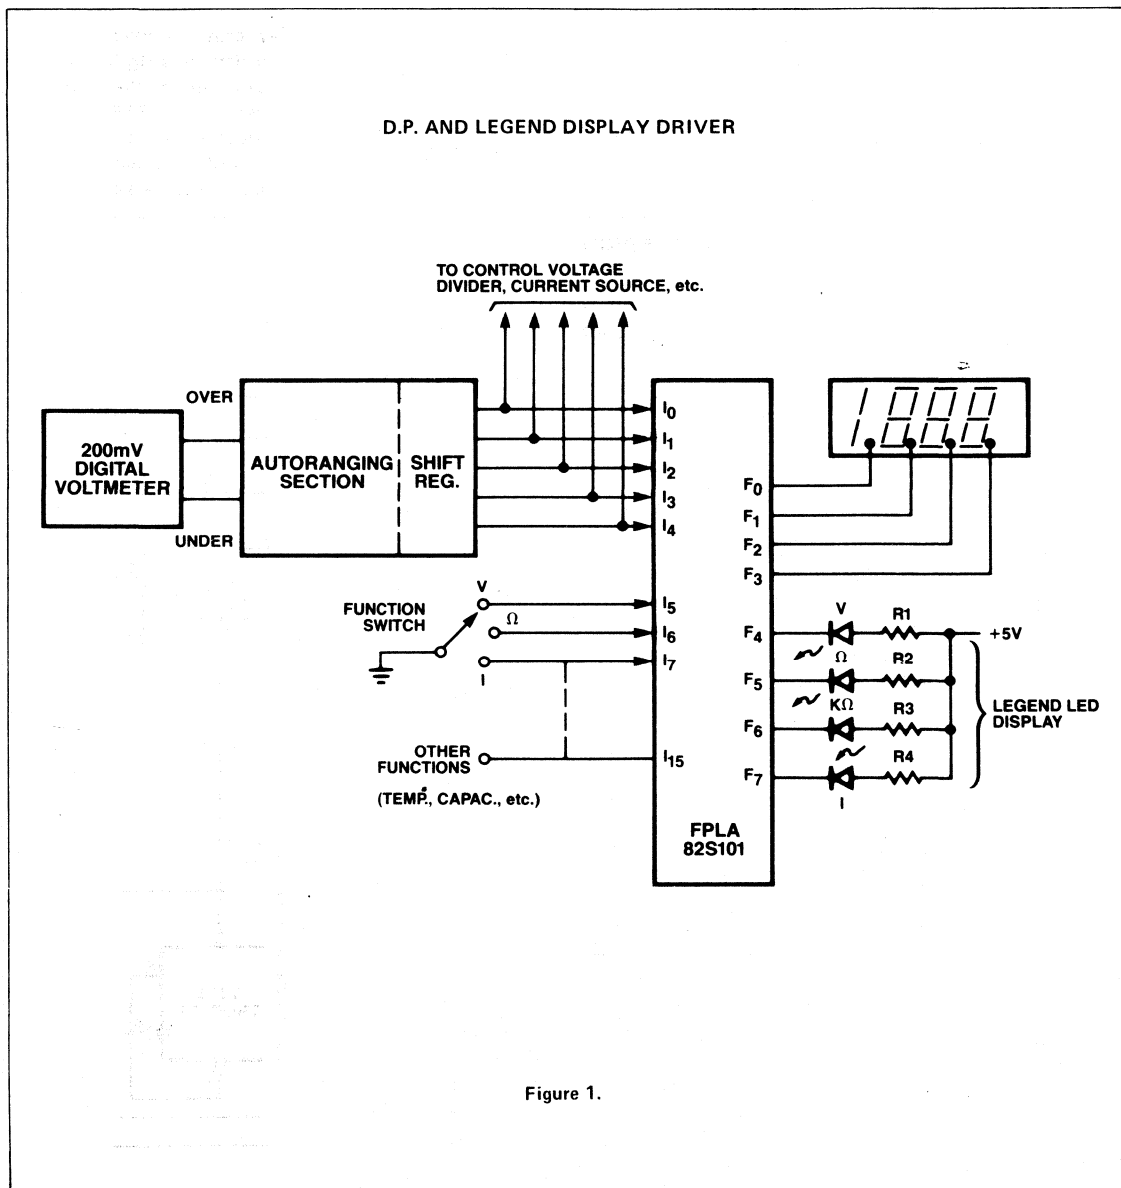 D.P. AND LEGEND DISPLAY DRIVER
TO CONTROL VOLTAGE
DIVIDER, CURRENT SOURCE, etc.
OVER
200mV
DIGITAL
VOLTMETER
AUTORANGING
SECTION
SHIFT
REG.
UNDER
I0
I1
I2
I3
I4
F0
F1
F2
F3
1888
FUNCTION
SWITCH
V
Ω
I
I5
I6
I7
OTHER
FUNCTIONS
(TEMP., CAPAC., etc.)
I15
F4
F5
F6
F7
V
R1
+5V
Ω
R2
KΩ
R3
R4
I
LEGEND LED
DISPLAY
FPLA
82S101
Figure 1.